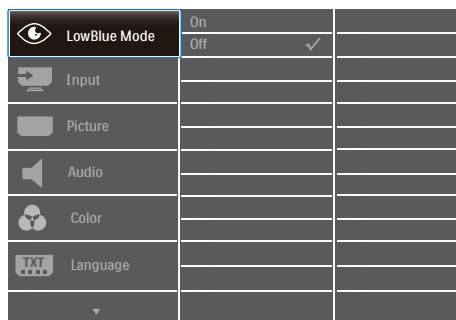 LowBlue Mode
On
Off
Input
Picture
Audio
Color
TXT
Language